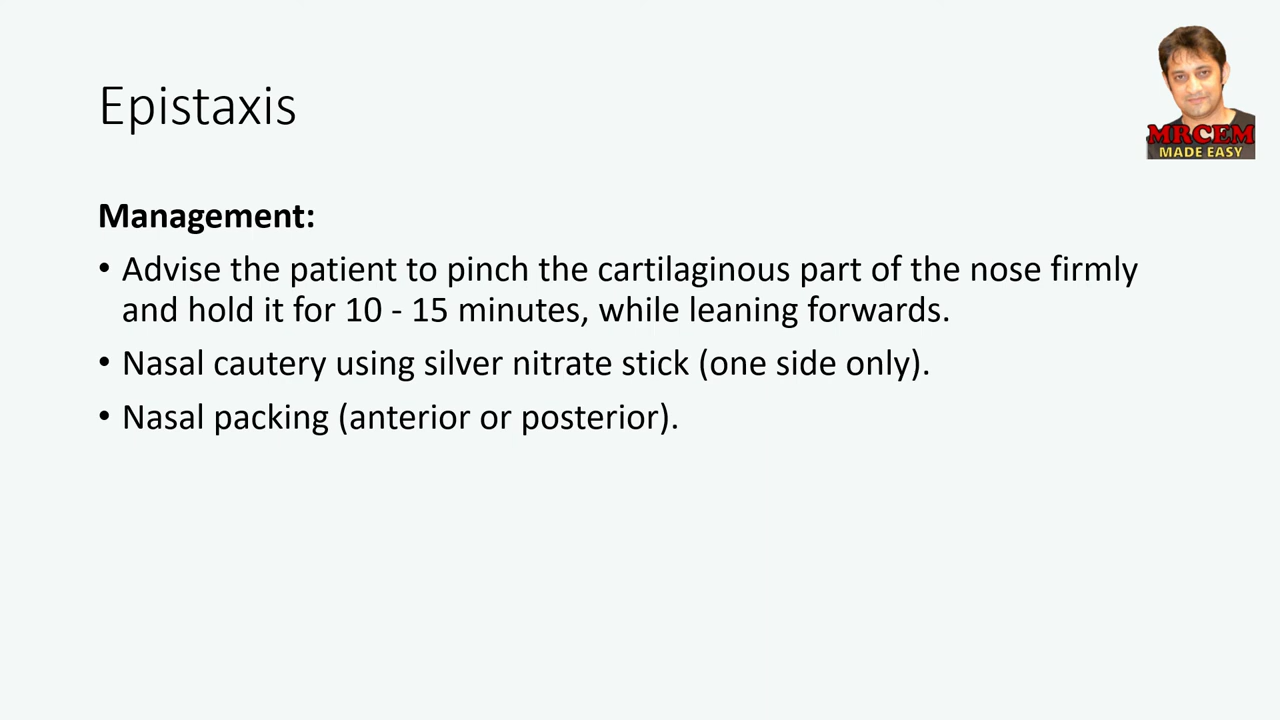 MRCEM
MADE EASY
Epistaxis
Management:
• Advise the patient to pinch the cartilaginous part of the nose firmly
and hold it for 10 - 15 minutes, while leaning forwards.
• Nasal cautery using silver nitrate stick (one side only).
• Nasal packing (anterior or posterior).